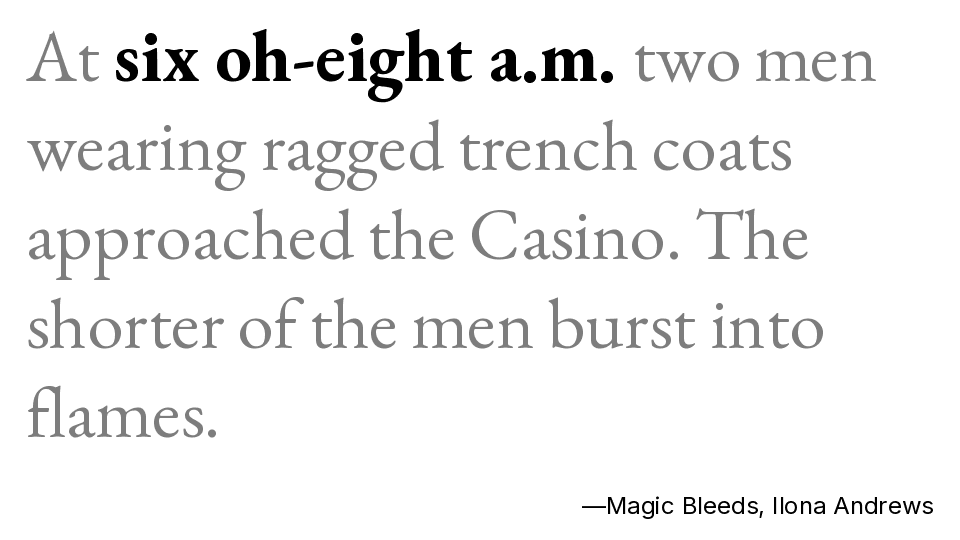 At six oh-eight a.m. two men
wearing ragged trench coats
approached the Casino. The
shorter of the men burst into
flames.
—Magic Bleeds, Ilona Andrews